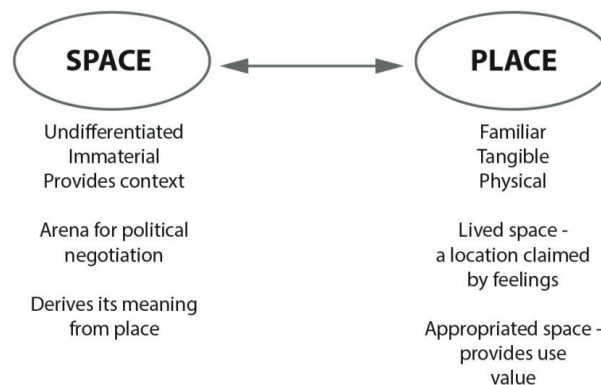 SPACE
Undifferentiated
Immaterial
Provides context
Arena for political
negotiation
Derives its meaning
from place
PLACE
Familiar
Tangible
Physical
Lived space -
a location claimed
by feelings
Appropriated space -
provides use
value